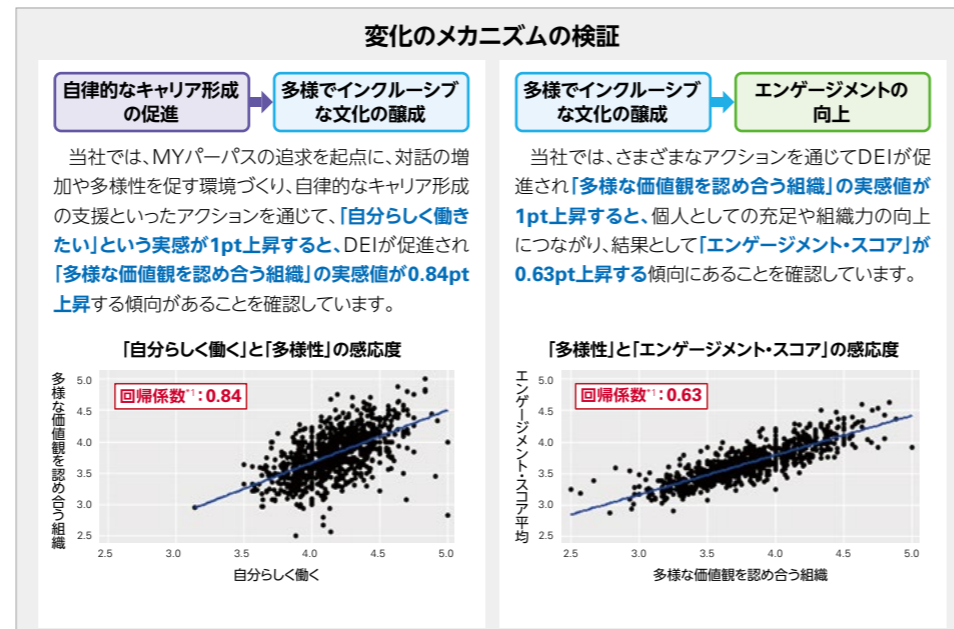 変化のメカニズムの検証
自律的なキャリア形成
の促進
多様でインクルーシブ
な文化の醸成
当社では、MYパーパスの追求を起点に、対話の増
加や多様性を促す環境づくり、自律的なキャリア形成
の支援といったアクションを通じて、「自分らしく働き
たい」という実感が1pt上昇すると、DEIが促進され
「多様な価値観を認め合う組織」の実感値が0.84pt
上昇する傾向があることを確認しています。
「自分らしく働く」と「多様性」の感応度
多様な価値観を認め合う組織
回帰係数*1:0.84
5.0
4.5
4.0
3.5
3.0
2.5
2.5 3.0 3.5 4.0 4.5 5.0
自分らしく働く
多様でインクルーシブ
な文化の醸成
エンゲージメントの
向上
当社では、さまざまなアクションを通じてDEIが促
進され「多様な価値観を認め合う組織」の実感値が
1pt上昇すると、個人としての充足や組織力の向上
につながり、結果として「エンゲージメント・スコア」が
0.63pt上昇する傾向にあることを確認しています。
「多様性」と「エンゲージメント・スコア」の感応度
エンゲージメント・スコア平均
回帰係数*1:0.63
5.0
4.5
4.0
3.5
3.0
2.5
2.5 3.0 3.5 4.0 4.5 5.0
多様な価値観を認め合う組織